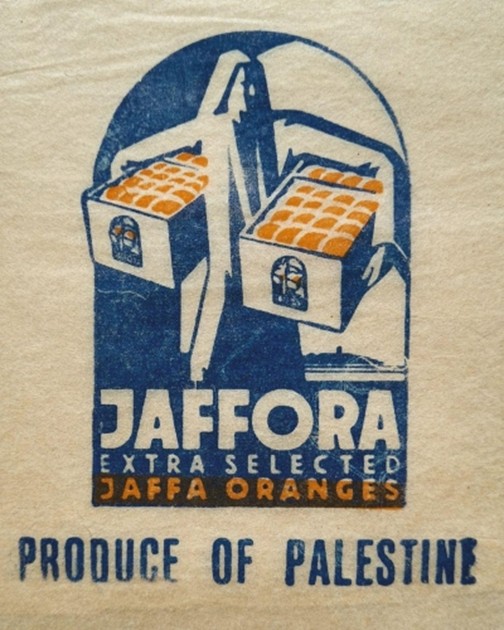 JAFFORA
EXTRA SELECTED
JAFFA ORANGES
PRODUCE OF PALESTINE